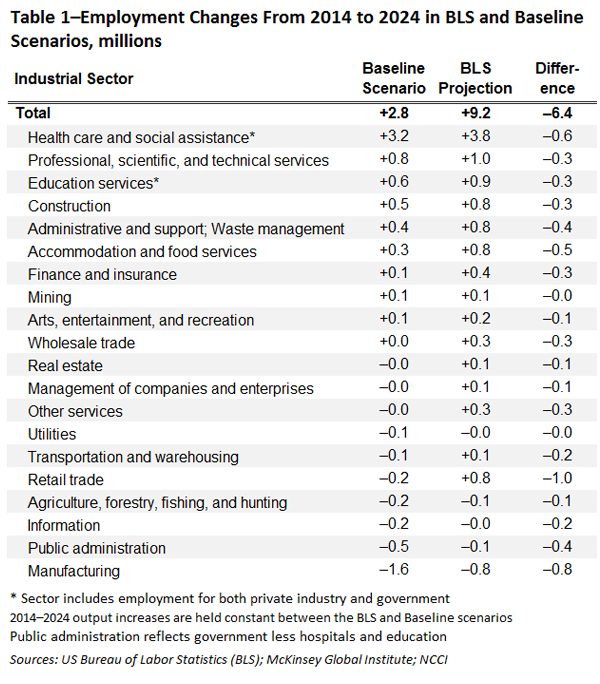 Table 1–Employment Changes From 2014 to 2024 in BLS and Baseline
Scenarios, millions
Industrial Sector Baseline Scenario BLS Projection Differ-ence
Total +2.8 +9.2 –6.4
Health care and social assistance* +3.2 +3.8 –0.6
Professional, scientific, and technical services +0.8 +1.0 –0.3
Education services* +0.6 +0.9 –0.3
Construction +0.5 +0.8 –0.3
Administrative and support; Waste management +0.4 +0.8 –0.4
Accommodation and food services +0.3 +0.8 –0.5
Finance and insurance +0.1 +0.4 –0.3
Mining +0.1 +0.1 –0.0
Arts, entertainment, and recreation +0.1 +0.2 –0.1
Wholesale trade +0.0 +0.3 –0.3
Real estate –0.0 +0.1 –0.1
Management of companies and enterprises –0.0 +0.1 –0.1
Other services –0.0 +0.3 –0.3
Utilities –0.1 –0.0 –0.0
Transportation and warehousing –0.1 +0.1 –0.2
Retail trade –0.2 +0.8 –1.0
Agriculture, forestry, fishing, and hunting –0.2 –0.1 –0.1
Information –0.2 –0.0 –0.2
Public administration –0.5 –0.1 –0.4
Manufacturing –1.6 –0.8 –0.8
* Sector includes employment for both private industry and government
2014–2024 output increases are held constant between the BLS and Baseline scenarios
Public administration reflects government less hospitals and education
Sources: US Bureau of Labor Statistics (BLS); McKinsey Global Institute; NCCI